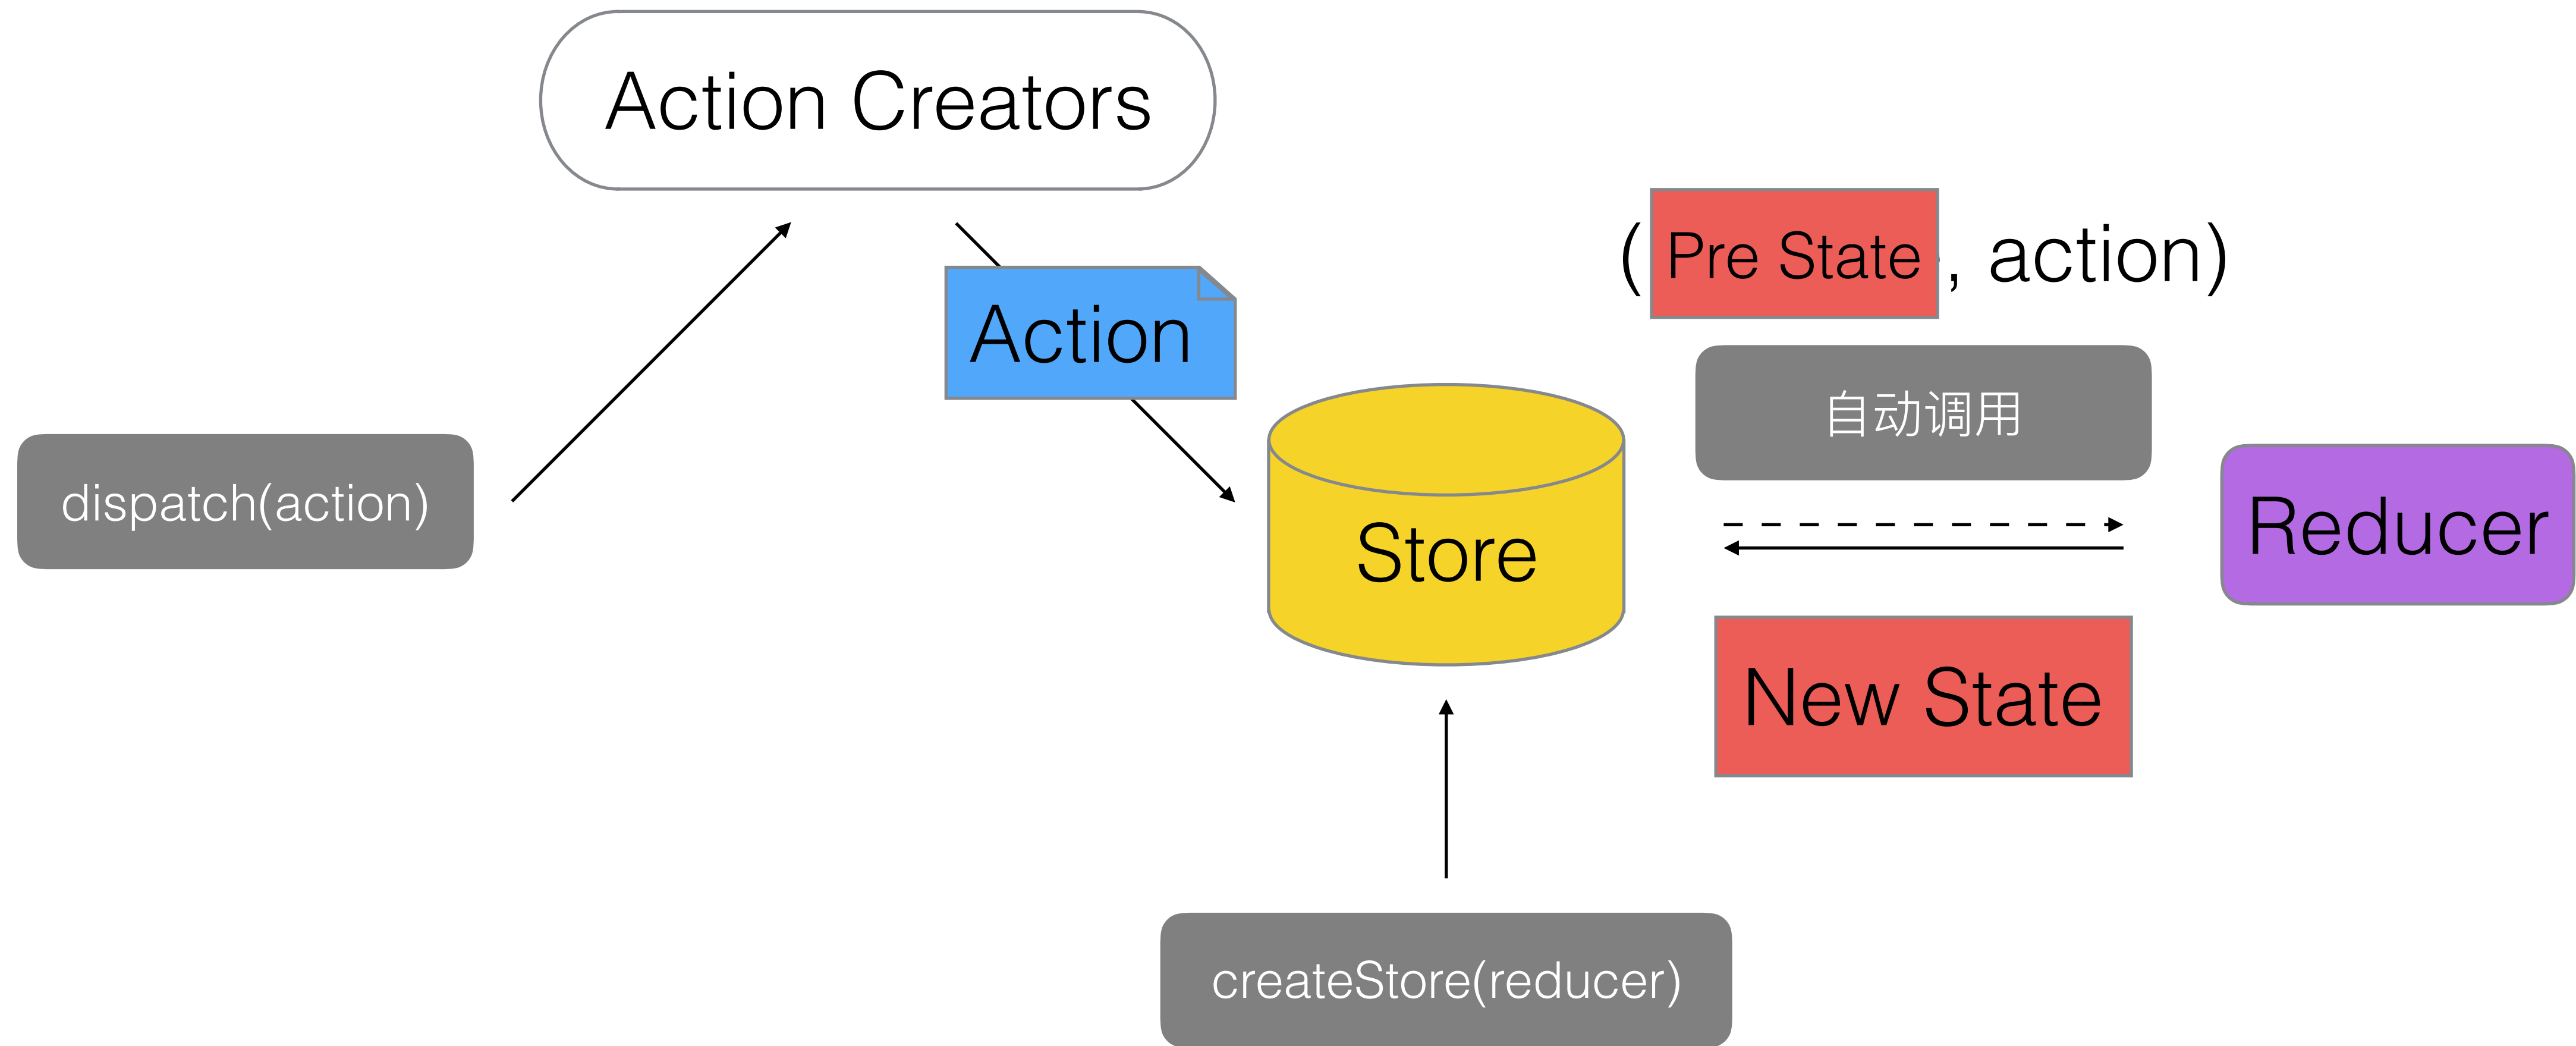 Action Creators
( Pre State , action)
Action
自动调用
dispatch(action)
Store
Reducer
New State
createStore(reducer)